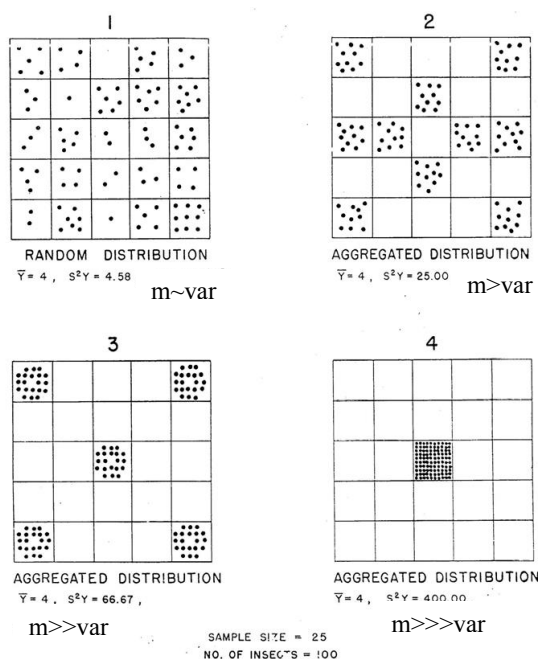 1
2
RANDOM DISTRIBUTION
Y̅ = 4 , S²Y = 4.58
m~var
AGGREGATED DISTRIBUTION
Y̅ = 4 , S²Y = 25.00
m>var
3
4
AGGREGATED DISTRIBUTION
Y̅ = 4 , S²Y = 66.67 ,
m>>var
AGGREGATED DISTRIBUTION
Y̅ = 4 , S²Y = 400.00
m>>>var
SAMPLE SIZE = 25
NO. OF INSECTS = 100